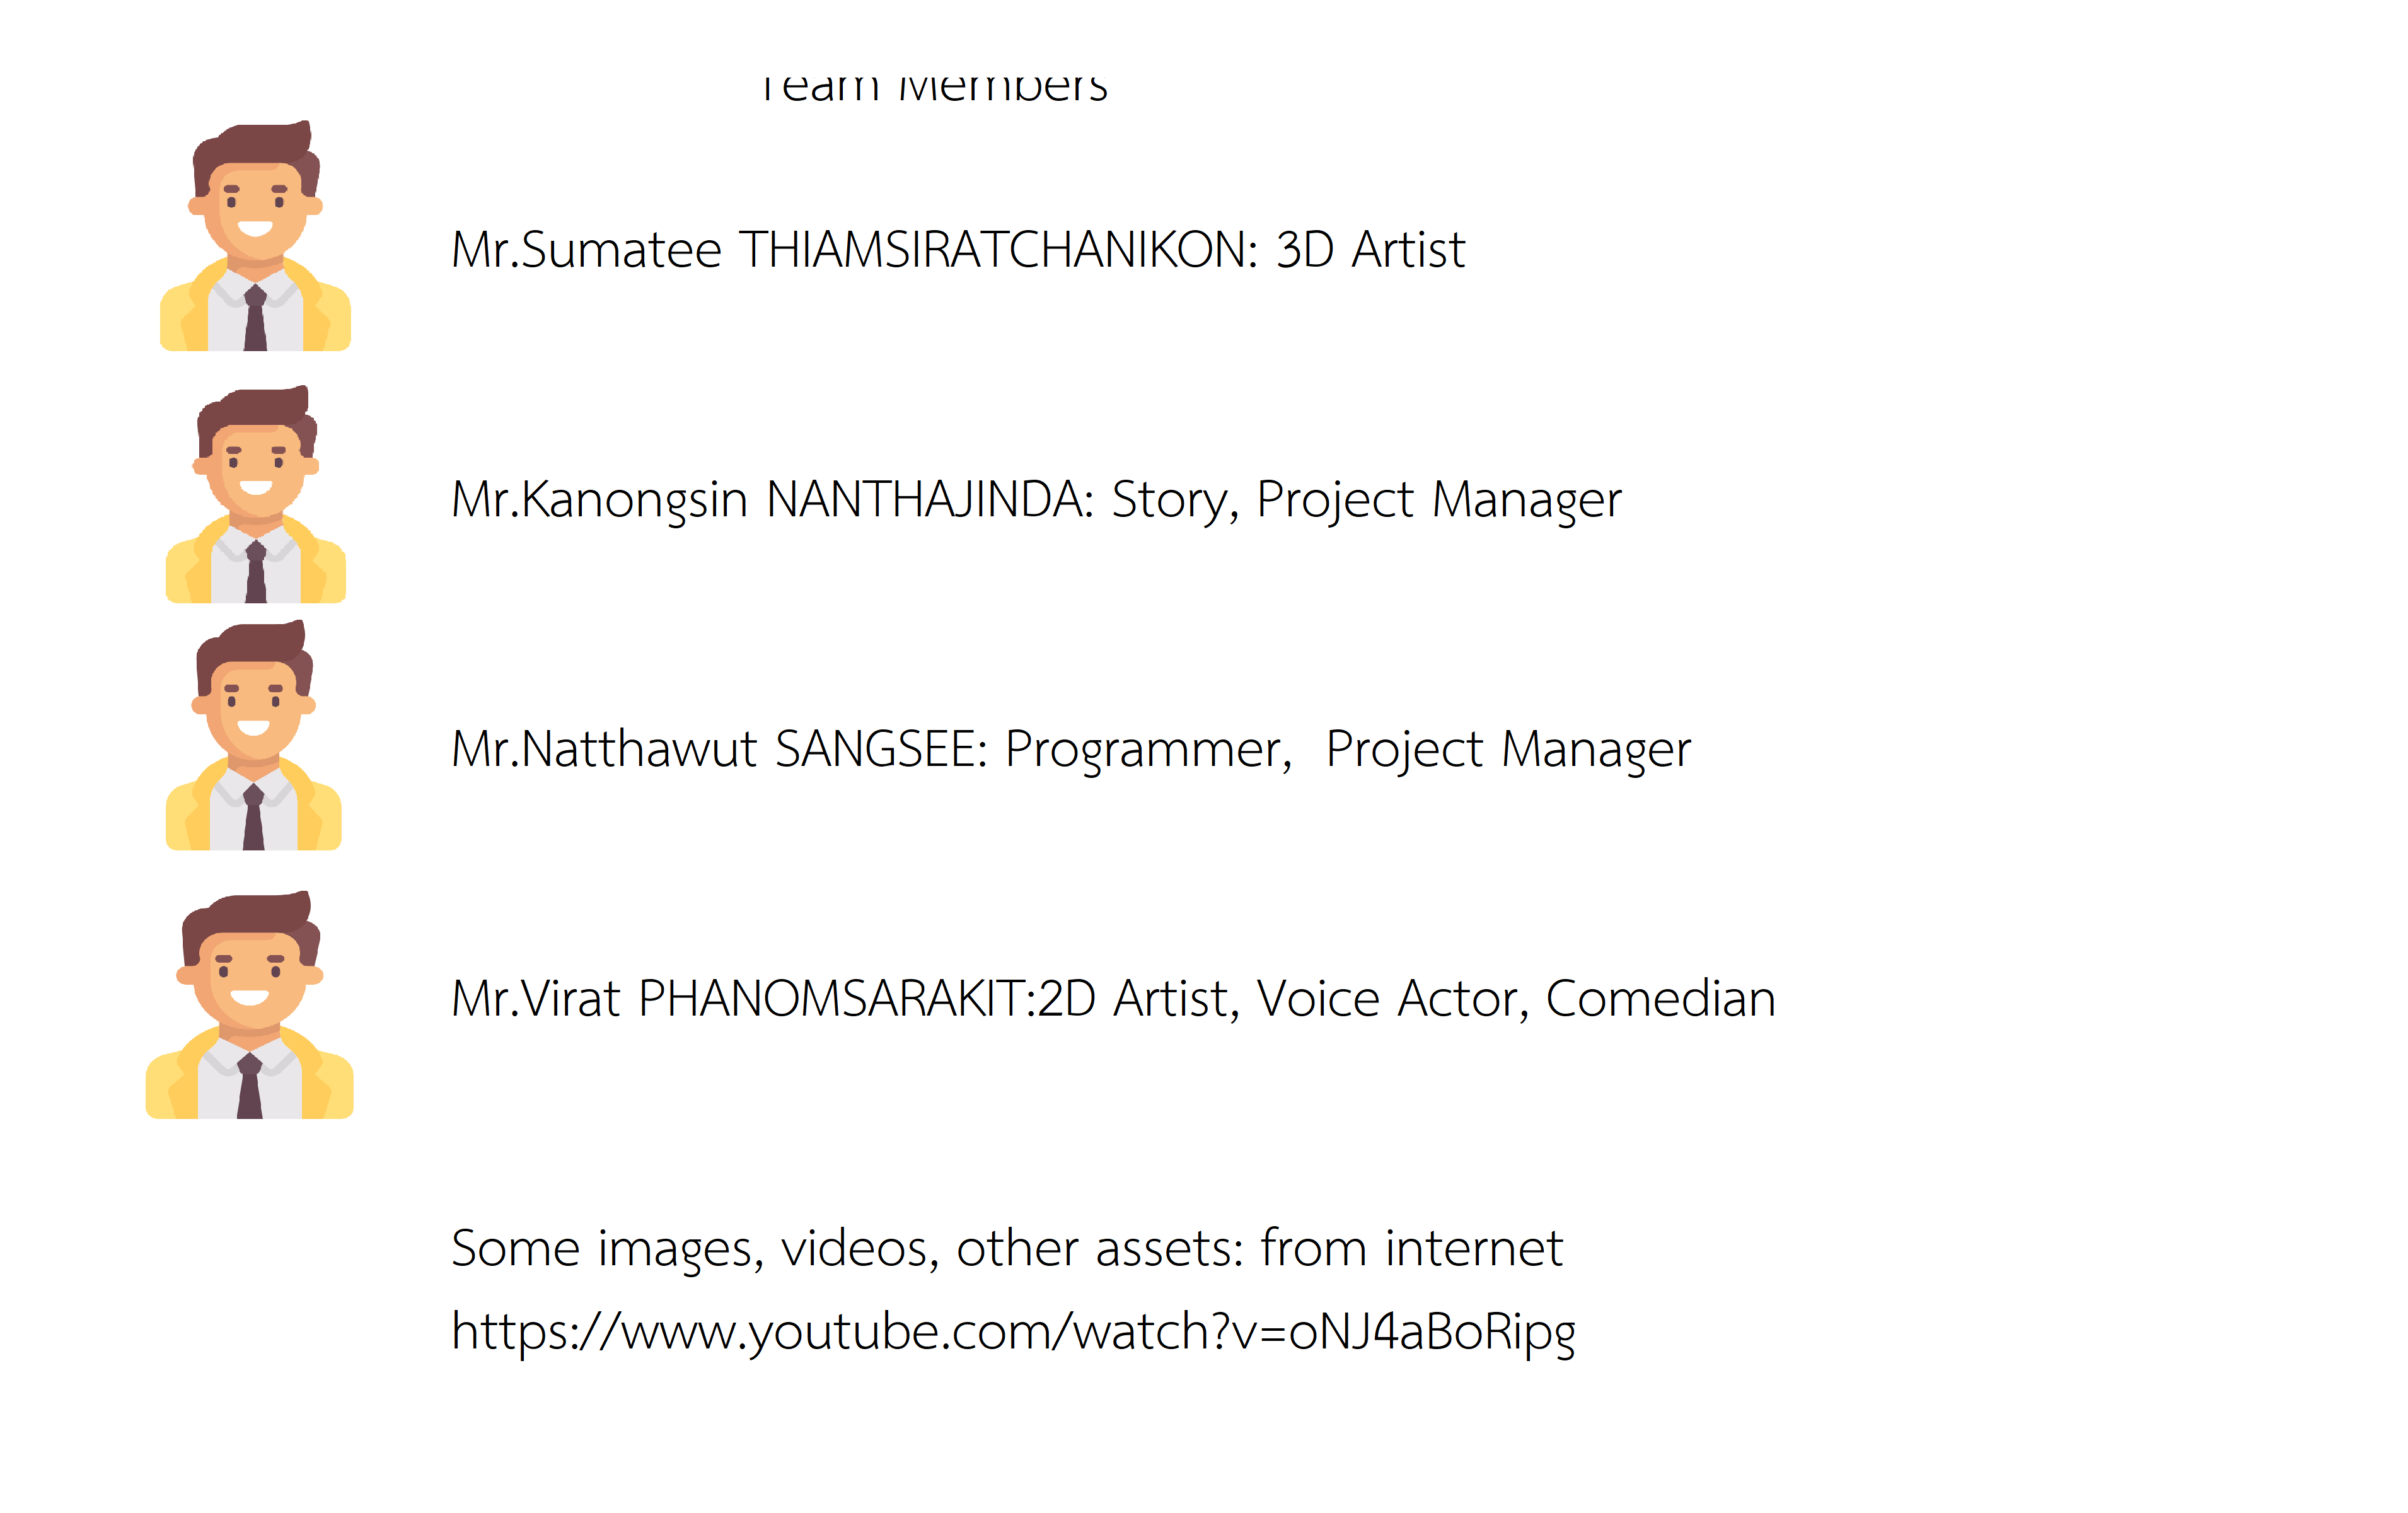 Team Members
Mr.Sumatee THIAMSIRATCHANIKON: 3D Artist
Mr.Kanongsin NANTHAJINDA: Story, Project Manager
Mr.Natthawut SANGSEE: Programmer,  Project Manager
Mr.Virat PHANOMSARAKIT:2D Artist, Voice Actor, Comedian
Some images, videos, other assets: from internet
https://www.youtube.com/watch?v=oNJ4aBoRipg